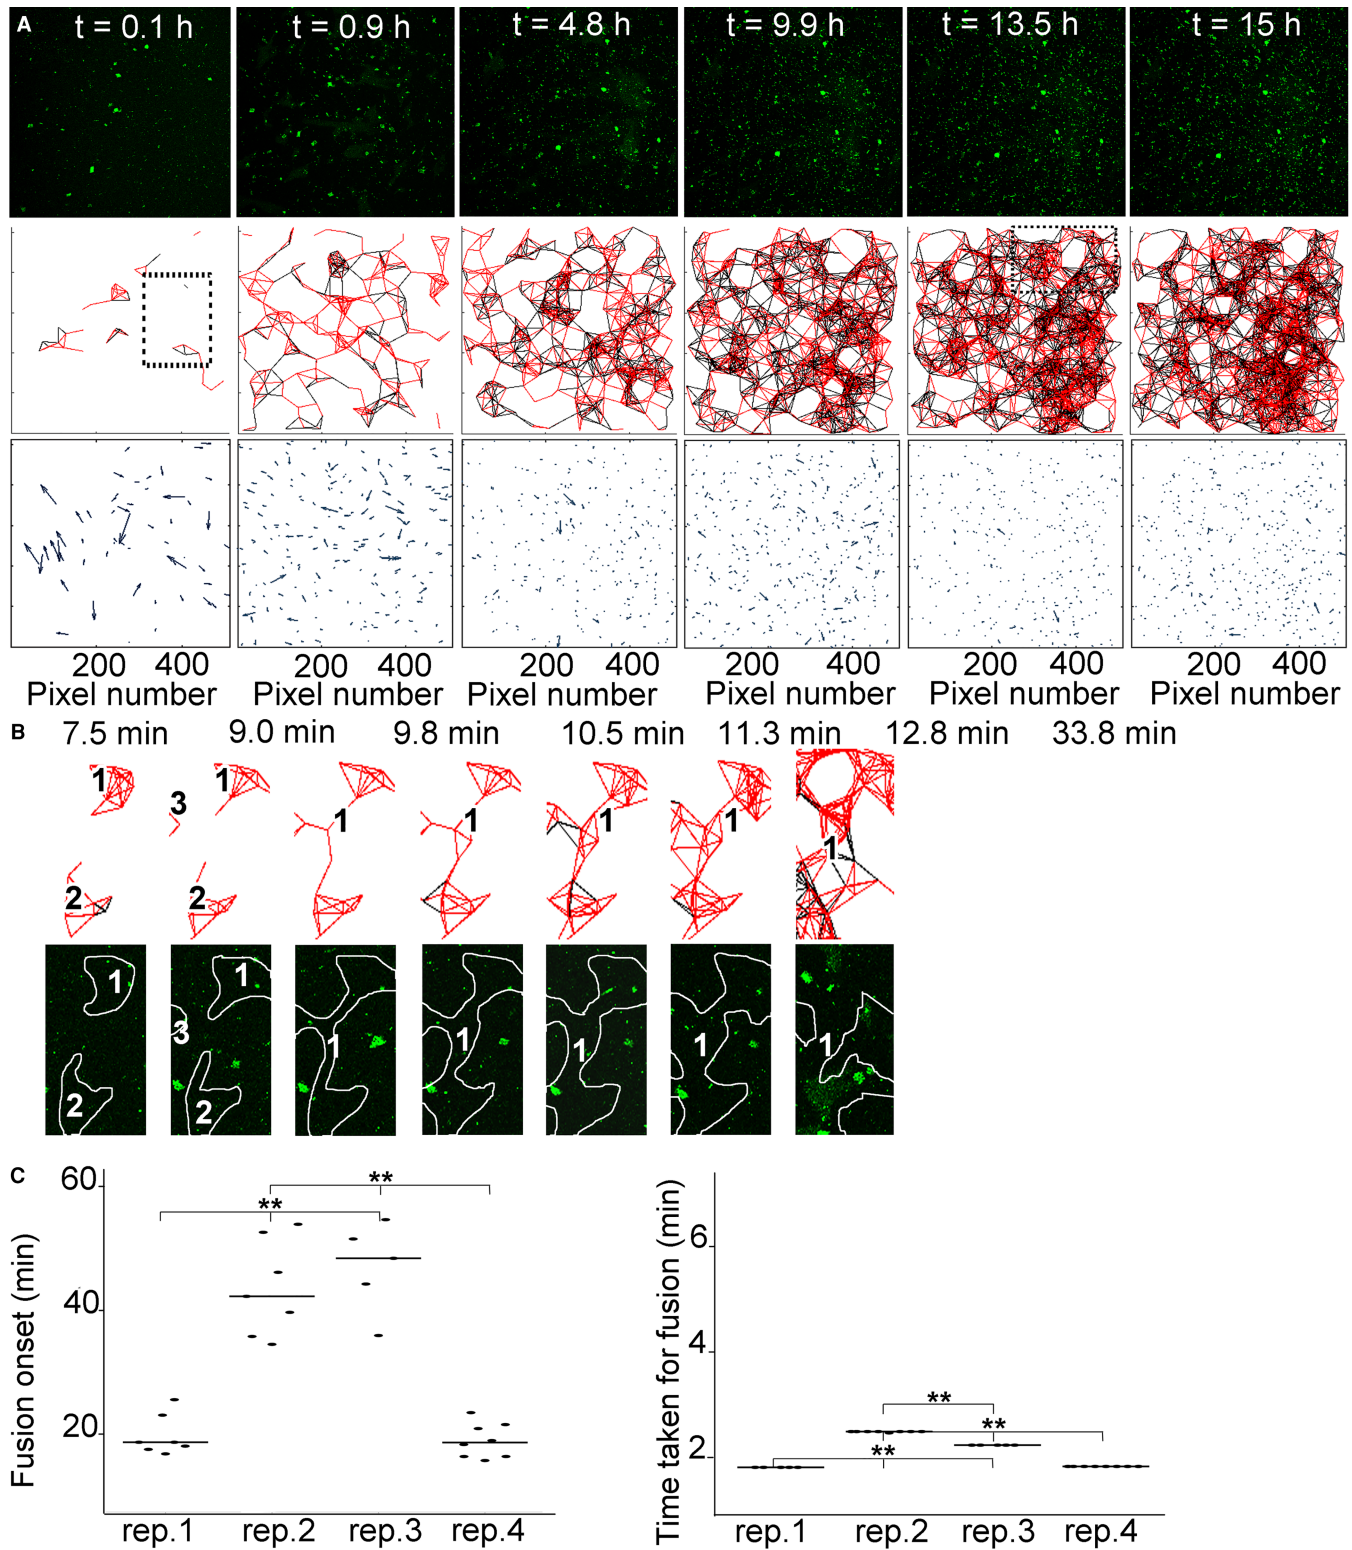 A
t = 0.1 h
t = 0.9 h
t = 4.8 h
t = 9.9 h
t = 13.5 h
t = 15 h
200 400
200 400
200 400
200 400
200 400
200 400
Pixel number
Pixel number
Pixel number
Pixel number
Pixel number
Pixel number
B
7.5 min
9.0 min
9.8 min
10.5 min
11.3 min
12.8 min
33.8 min
1
2
1
3
2
1
1
1
1
1
1
2
1
3
2
1
1
1
1
1
C
Fusion onset (min)
60
40
20
**
**
rep.1
rep.2
rep.3
rep.4
Time taken for fusion (min)
6
4
2
**
**
**
rep.1
rep.2
rep.3
rep.4